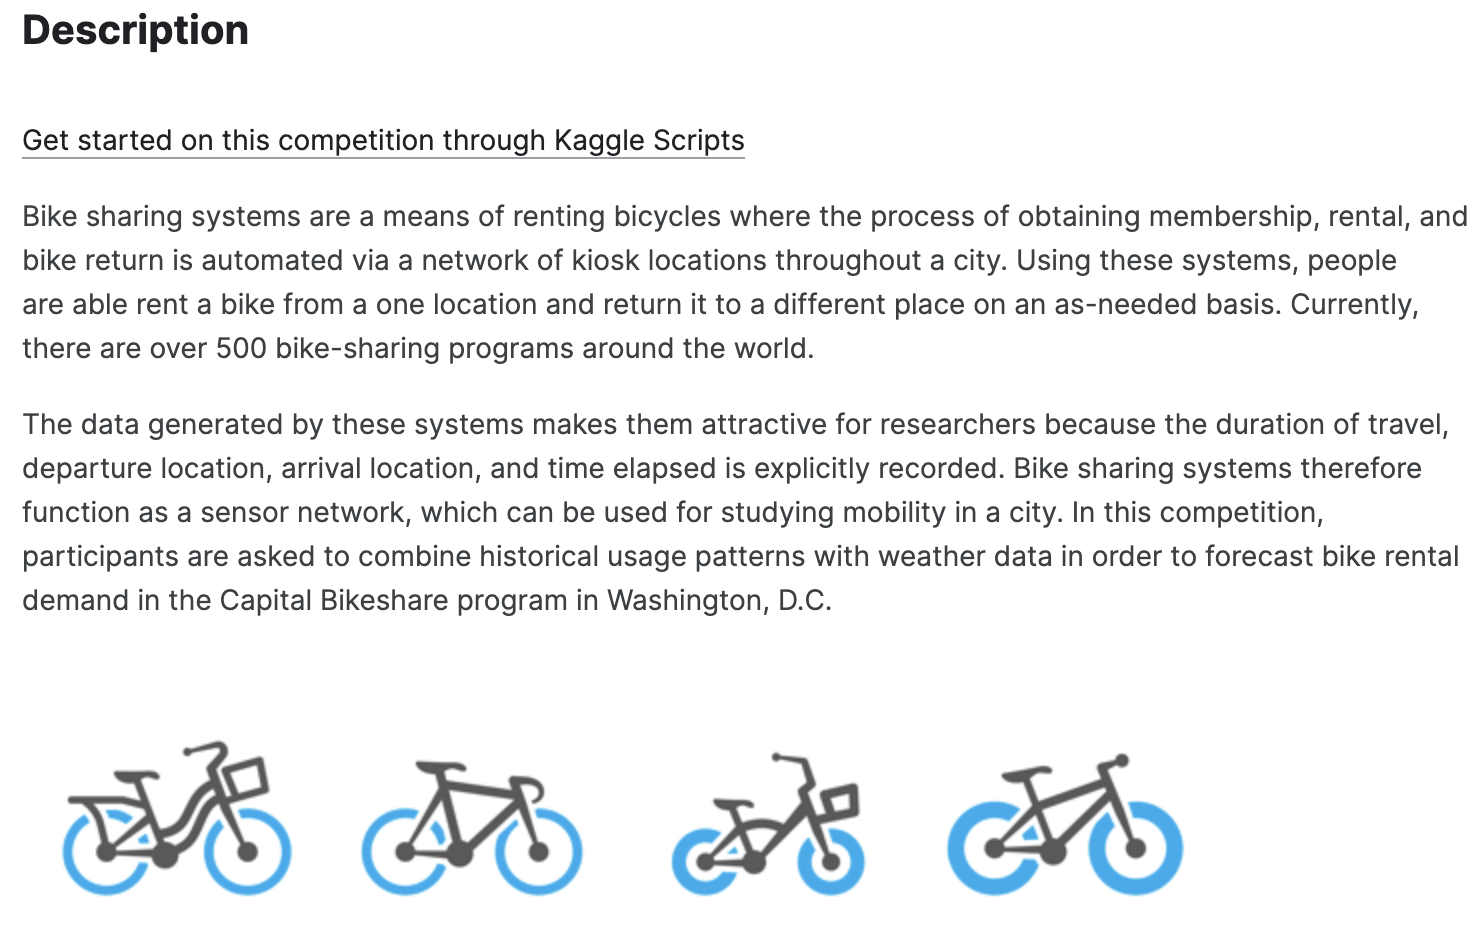 Description
Get started on this competition through Kaggle Scripts
Bike sharing systems are a means of renting bicycles where the process of obtaining membership, rental, and
bike return is automated via a network of kiosk locations throughout a city. Using these systems, people
are able rent a bike from a one location and return it to a different place on an as-needed basis. Currently,
there are over 500 bike-sharing programs around the world.
The data generated by these systems makes them attractive for researchers because the duration of travel,
departure location, arrival location, and time elapsed is explicitly recorded. Bike sharing systems therefore
function as a sensor network, which can be used for studying mobility in a city. In this competition,
participants are asked to combine historical usage patterns with weather data in order to forecast bike rental
demand in the Capital Bikeshare program in Washington, D.C.